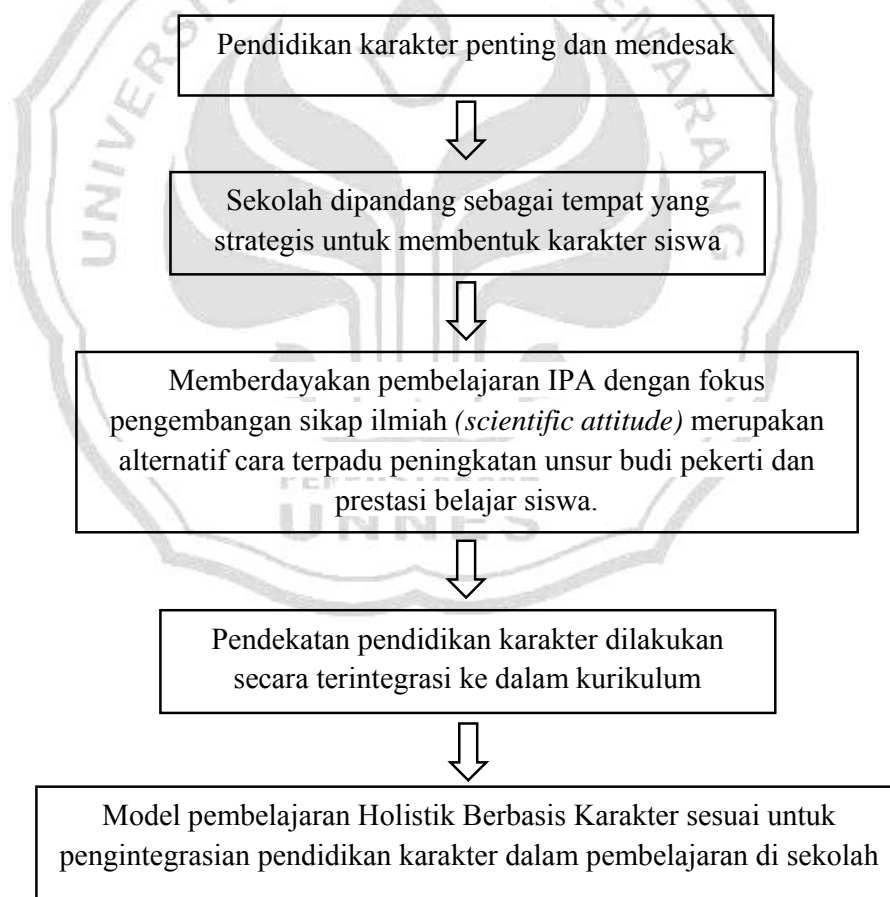 Pendidikan karakter penting dan mendesak
Sekolah dipandang sebagai tempat yang
strategis untuk membentuk karakter siswa
Memberdayakan pembelajaran IPA dengan fokus
pengembangan sikap ilmiah (scientific attitude) merupakan
alternatif cara terpadu peningkatan unsur budi pekerti dan
prestasi belajar siswa.
UNNES
Pendekatan pendidikan karakter dilakukan
secara terintegrasi ke dalam kurikulum
Model pembelajaran Holistik Berbasis Karakter sesuai untuk
pengintegrasian pendidikan karakter dalam pembelajaran di sekolah